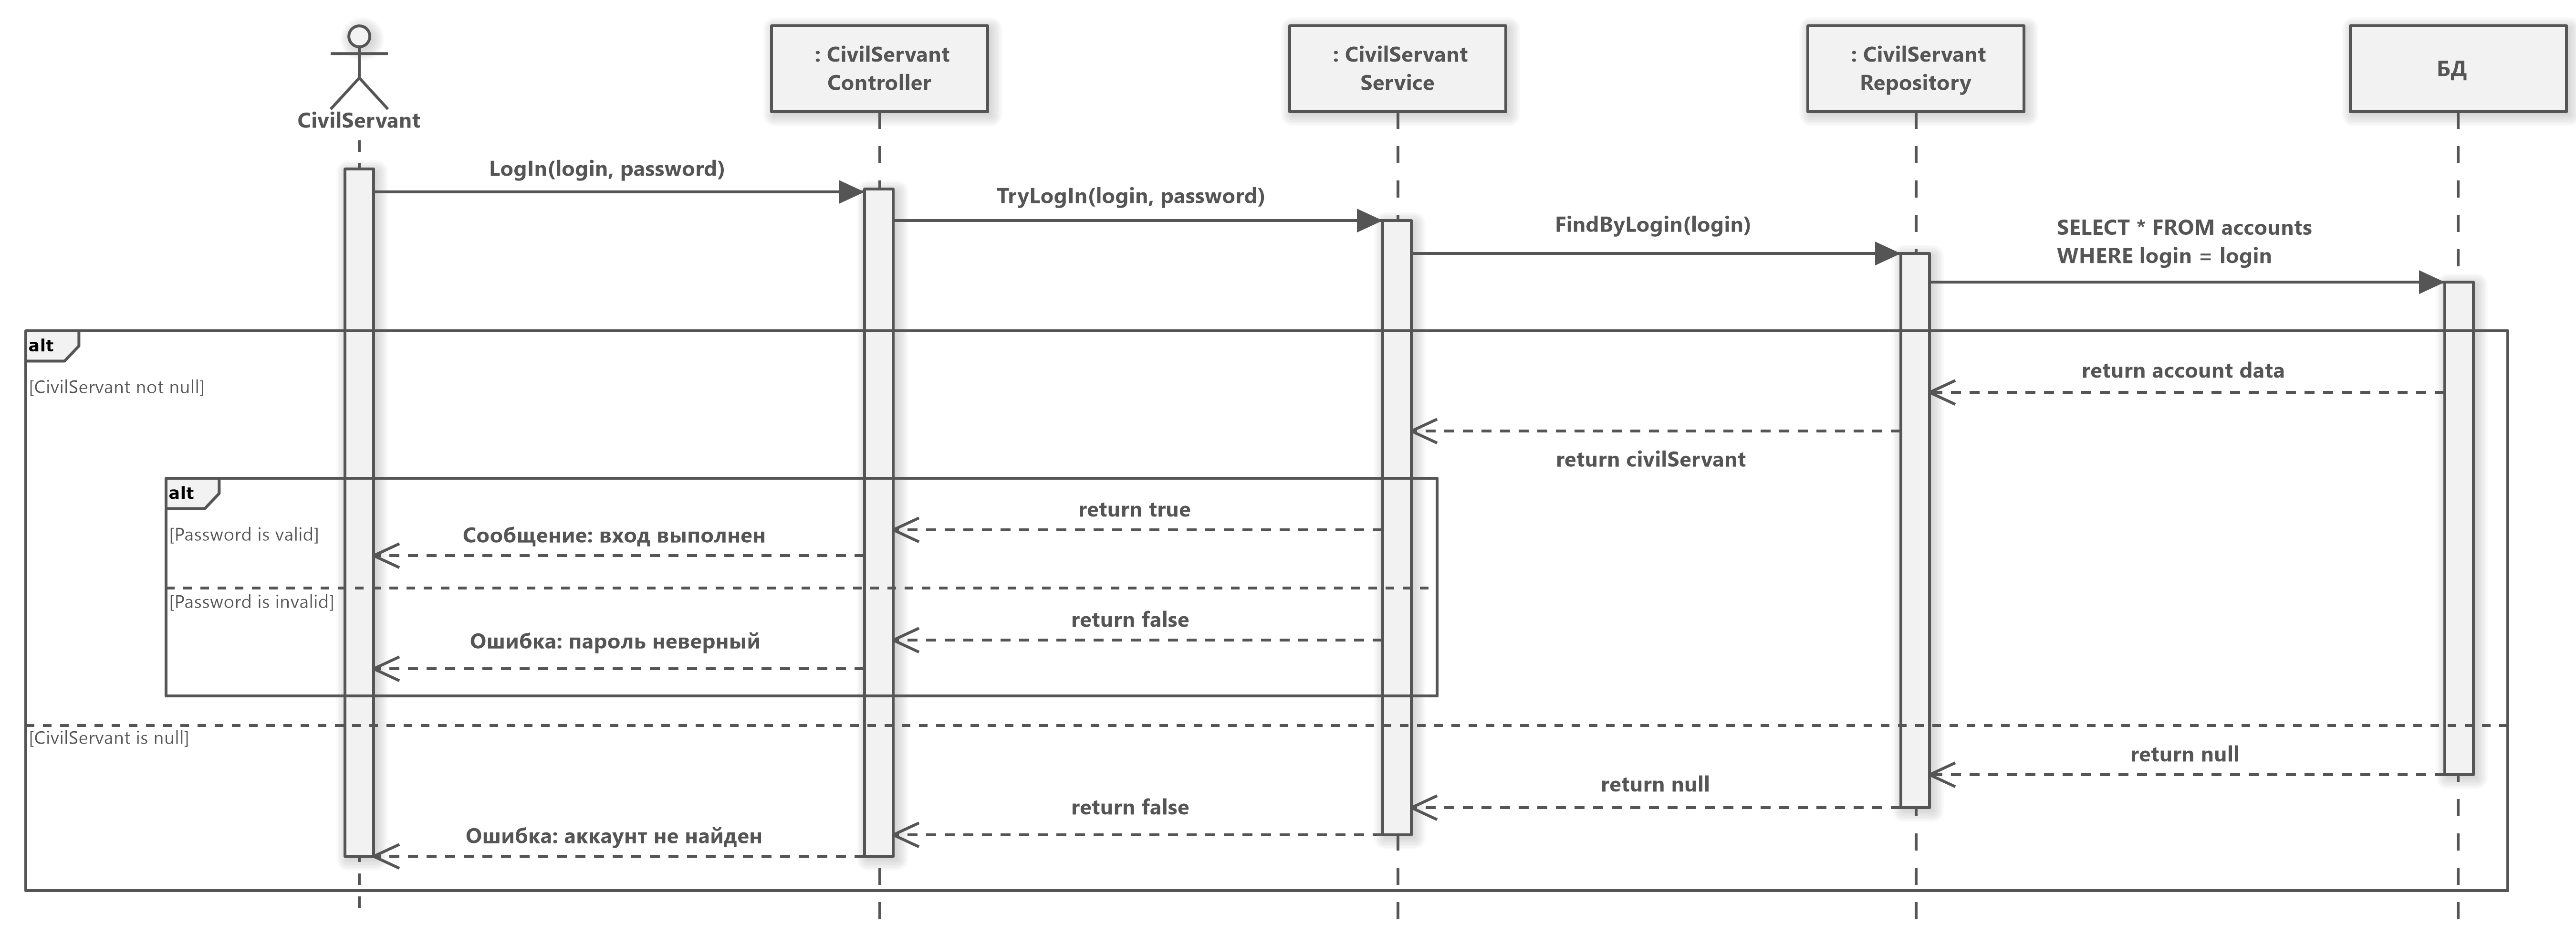 CivilServant
: CivilServant
Controller
: CivilServant
Service
: CivilServant
Repository
БД
LogIn(login, password)
TryLogIn(login, password)
FindByLogin(login)
SELECT * FROM accounts
WHERE login = login
alt
[CivilServant not null]
return account data
return civilServant
alt
[Password is valid]
return true
Сообщение: вход выполнен
[Password is invalid]
return false
Ошибка: пароль неверный
[CivilServant is null]
return null
return null
return false
Ошибка: аккаунт не найден